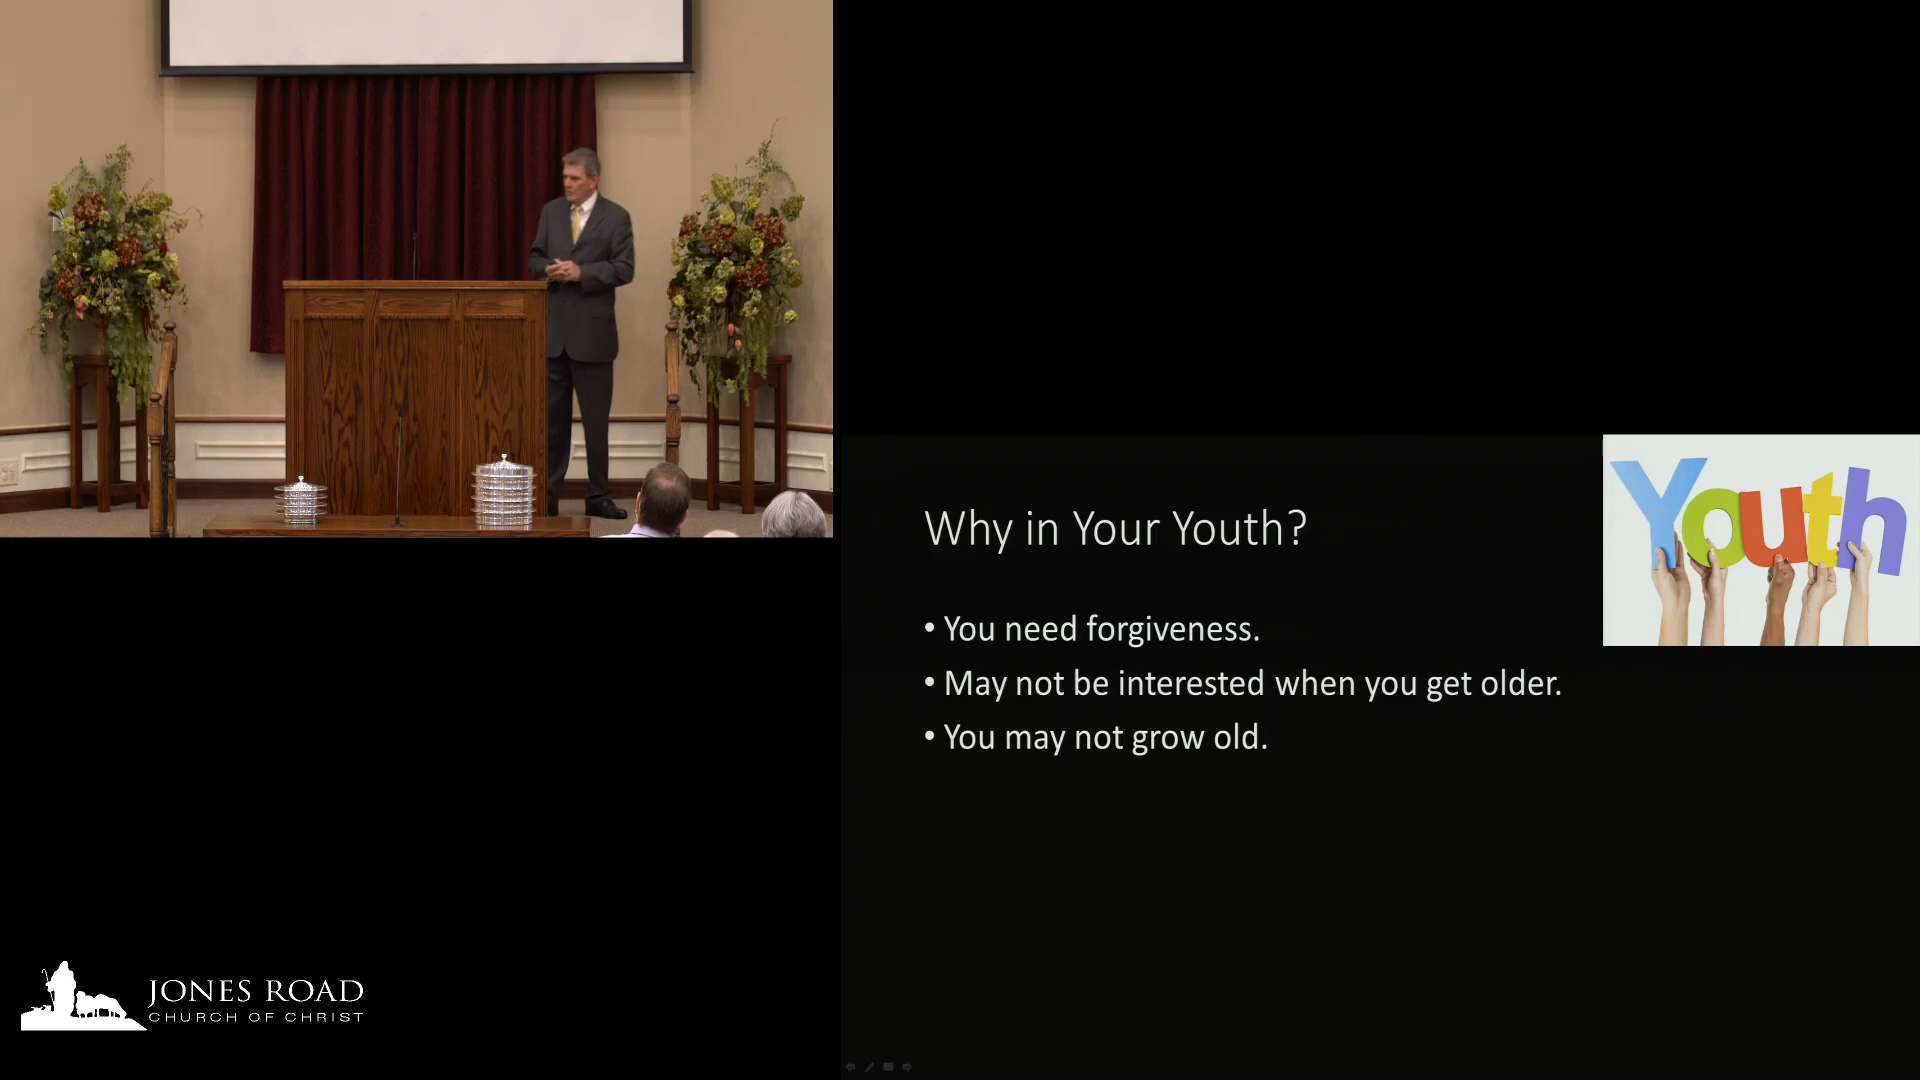 Why in Your Youth?
• You need forgiveness.
• May not be interested when you get older.
• You may not grow old.
Youth
JONES ROAD
CHURCH OF CHRIST